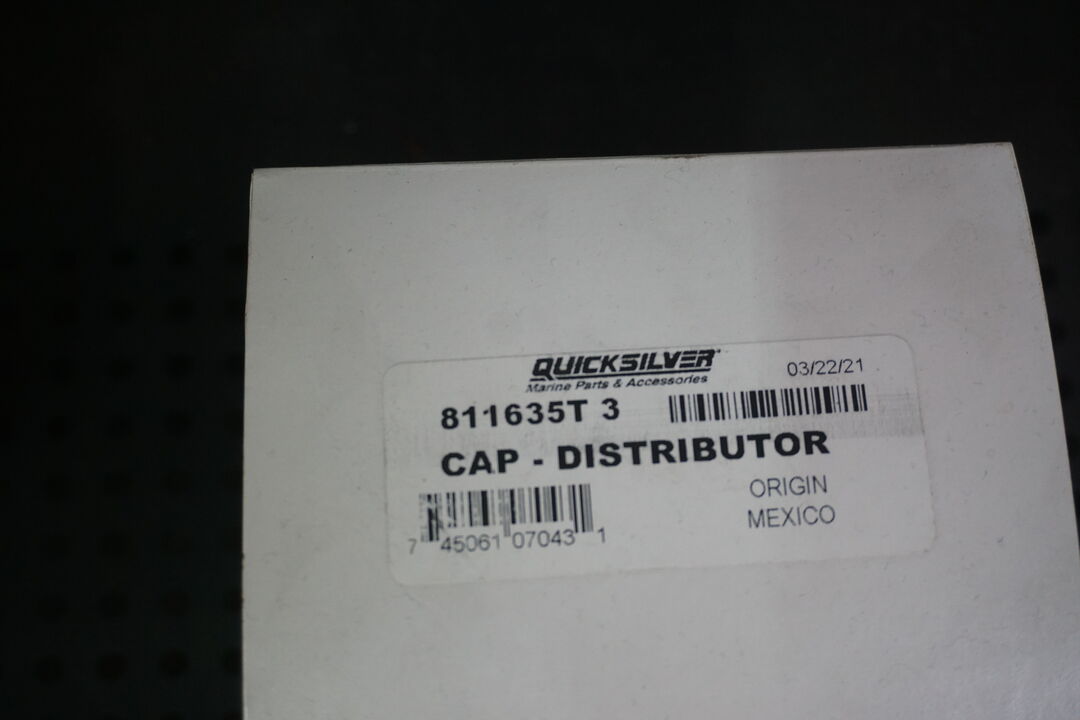 QUICKSILVER
Marine Parts & Accessories
03/22/21
811635T 3
CAP - DISTRIBUTOR
ORIGIN
MEXICO
7 45061 07043 1